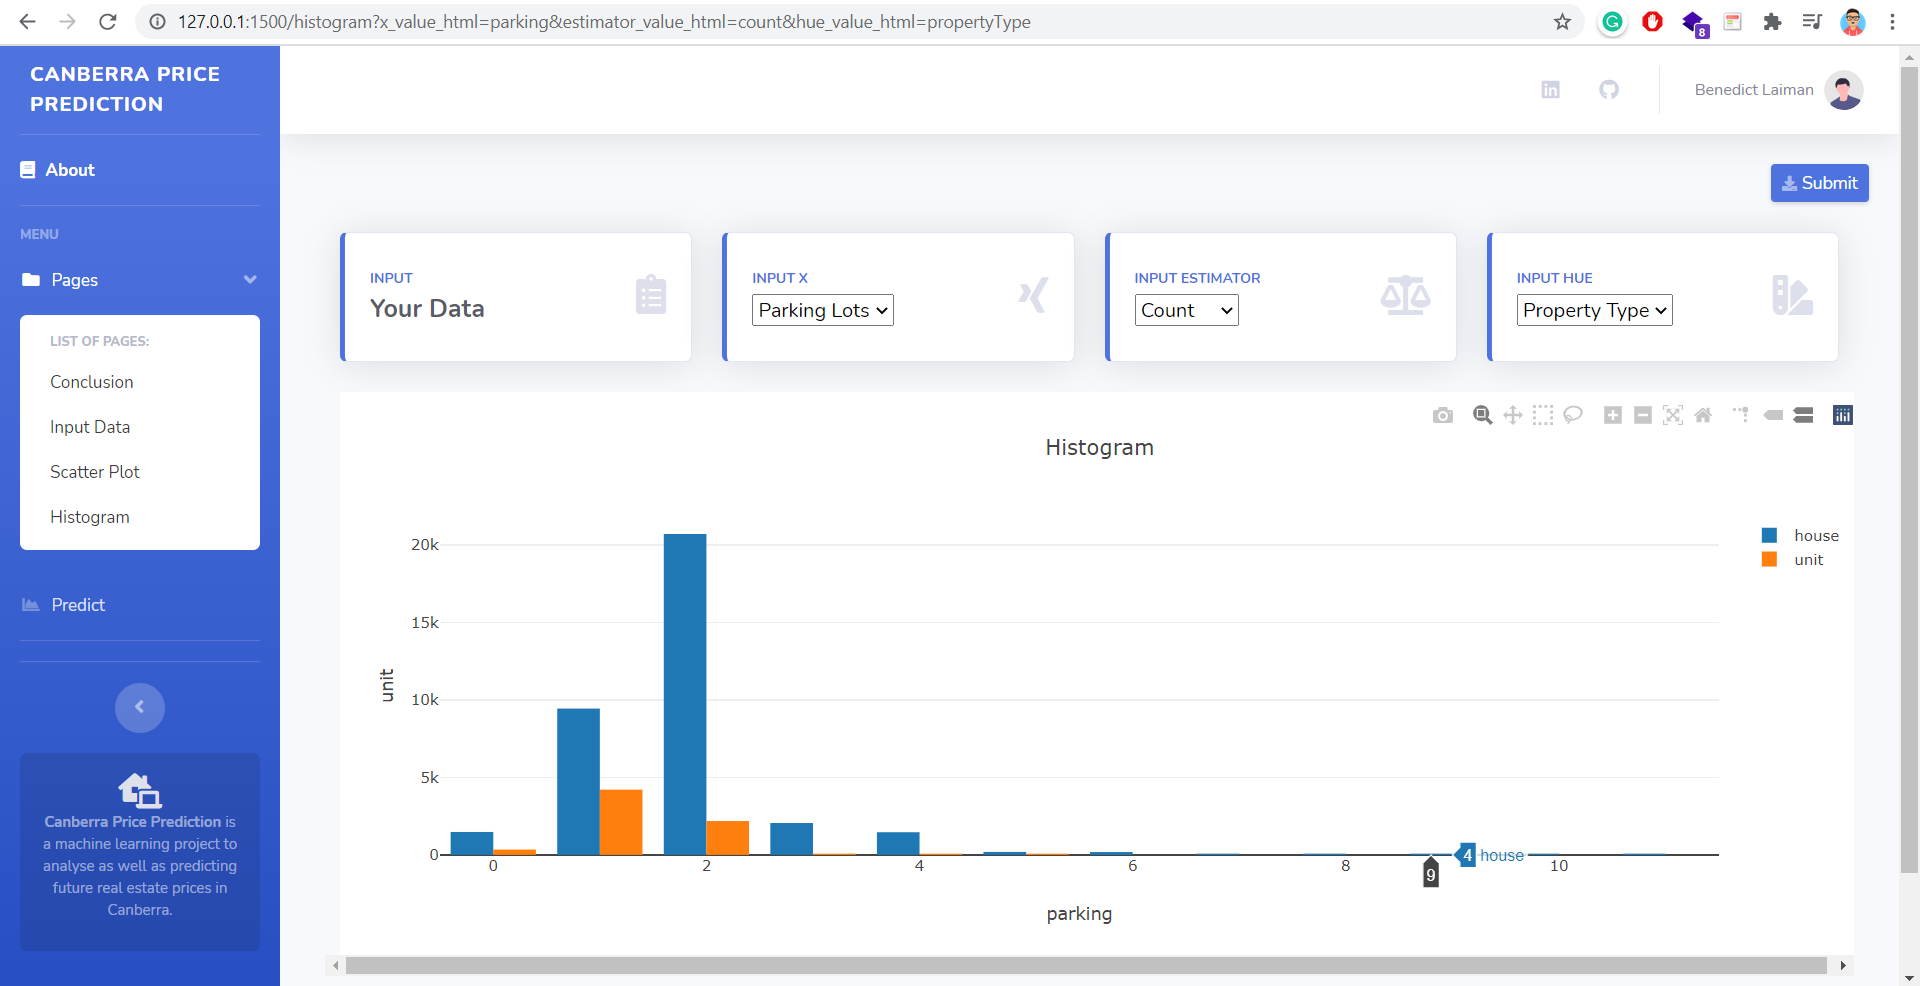 127.0.0.1:1500/histogram?x_value_html=parking&estimator_value_html=count&hue_value_html=propertyType
8
CANBERRA PRICE
PREDICTION
Benedict Laiman
About
Submit
MENU
Pages
INPUT
Your Data
INPUT X
Parking Lots
INPUT ESTIMATOR
Count
INPUT HUE
Property Type
LIST OF PAGES:
Conclusion
Input Data
Scatter Plot
Histogram
Predict
Canberra Price Prediction is
a machine learning project to
analyse as well as predicting
future real estate prices in
Canberra.
Histogram
house
unit
20k
15k
10k
5k
0
unit
0 2 4 6 8 10
4 house
9
parking